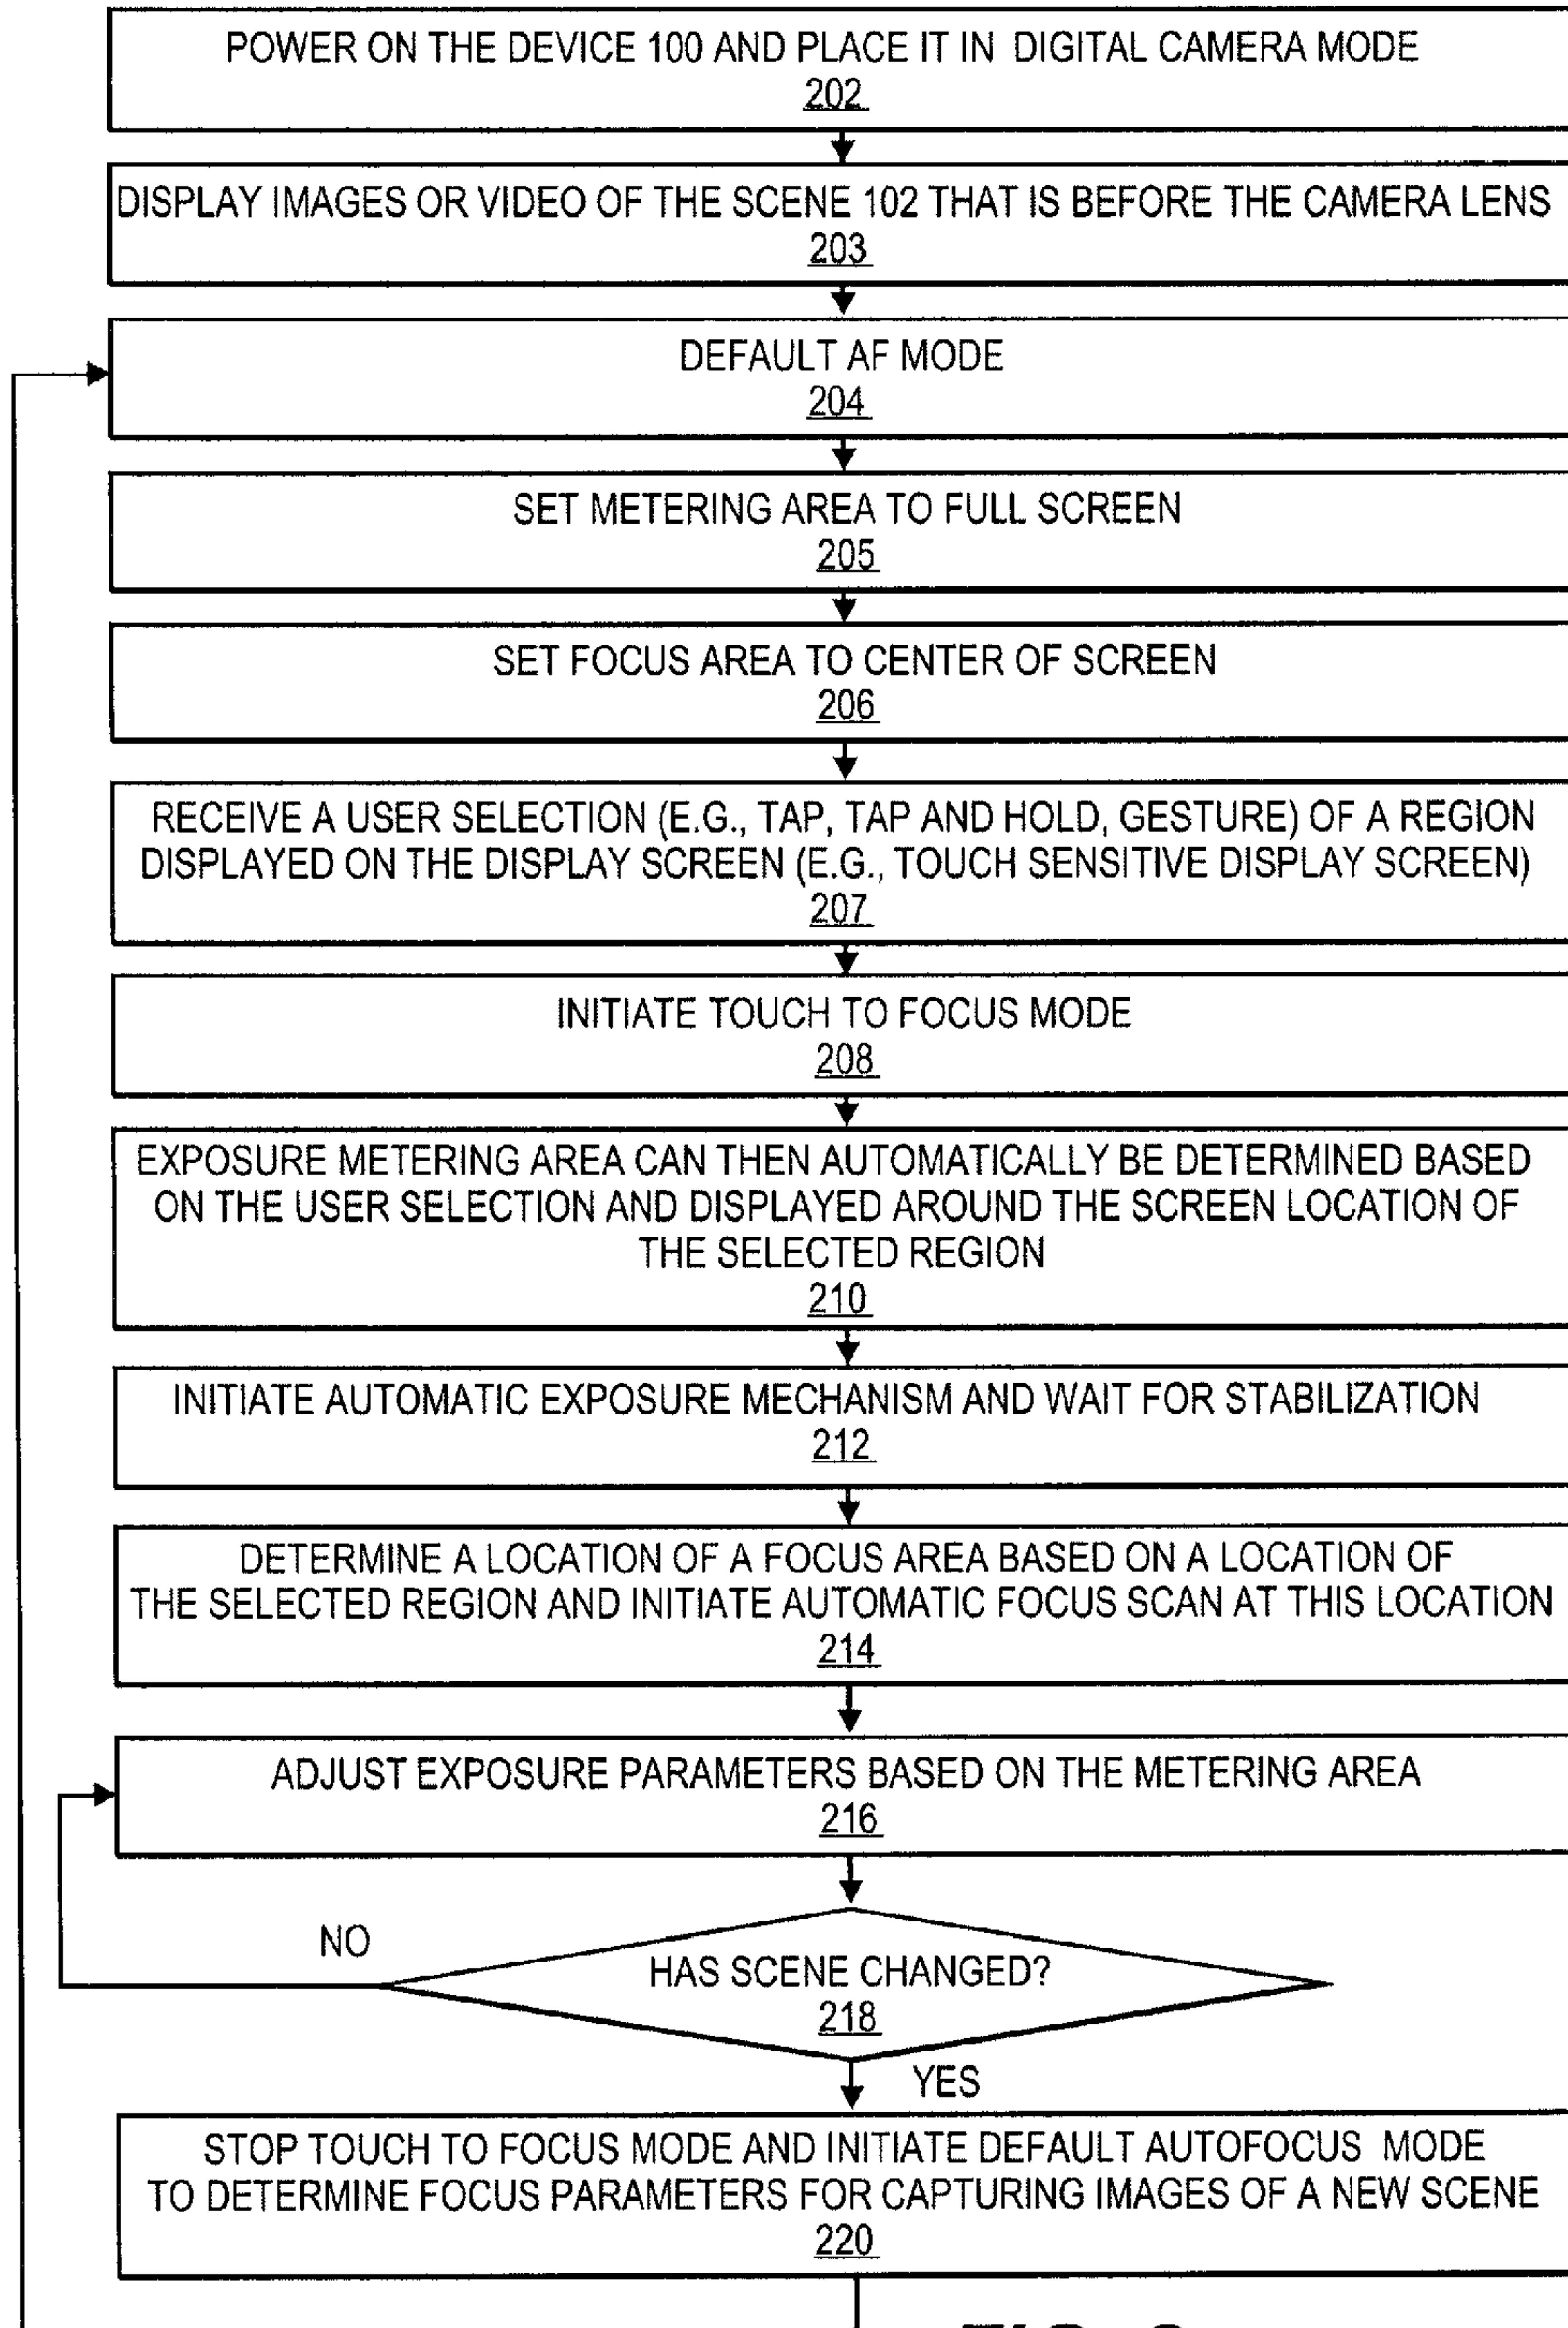 POWER ON THE DEVICE 100 AND PLACE IT IN DIGITAL CAMERA MODE
202
DISPLAY IMAGES OR VIDEO OF THE SCENE 102 THAT IS BEFORE THE CAMERA LENS
203
DEFAULT AF MODE
204
SET METERING AREA TO FULL SCREEN
205
SET FOCUS AREA TO CENTER OF SCREEN
206
RECEIVE A USER SELECTION (E.G., TAP, TAP AND HOLD, GESTURE) OF A REGION
DISPLAYED ON THE DISPLAY SCREEN (E.G., TOUCH SENSITIVE DISPLAY SCREEN)
207
INITIATE TOUCH TO FOCUS MODE
208
EXPOSURE METERING AREA CAN THEN AUTOMATICALLY BE DETERMINED BASED
ON THE USER SELECTION AND DISPLAYED AROUND THE SCREEN LOCATION OF
THE SELECTED REGION
210
INITIATE AUTOMATIC EXPOSURE MECHANISM AND WAIT FOR STABILIZATION
212
DETERMINE A LOCATION OF A FOCUS AREA BASED ON A LOCATION OF
THE SELECTED REGION AND INITIATE AUTOMATIC FOCUS SCAN AT THIS LOCATION
214
ADJUST EXPOSURE PARAMETERS BASED ON THE METERING AREA
216
NO
HAS SCENE CHANGED?
218
YES
STOP TOUCH TO FOCUS MODE AND INITIATE DEFAULT AUTOFOCUS MODE
TO DETERMINE FOCUS PARAMETERS FOR CAPTURING IMAGES OF A NEW SCENE
220